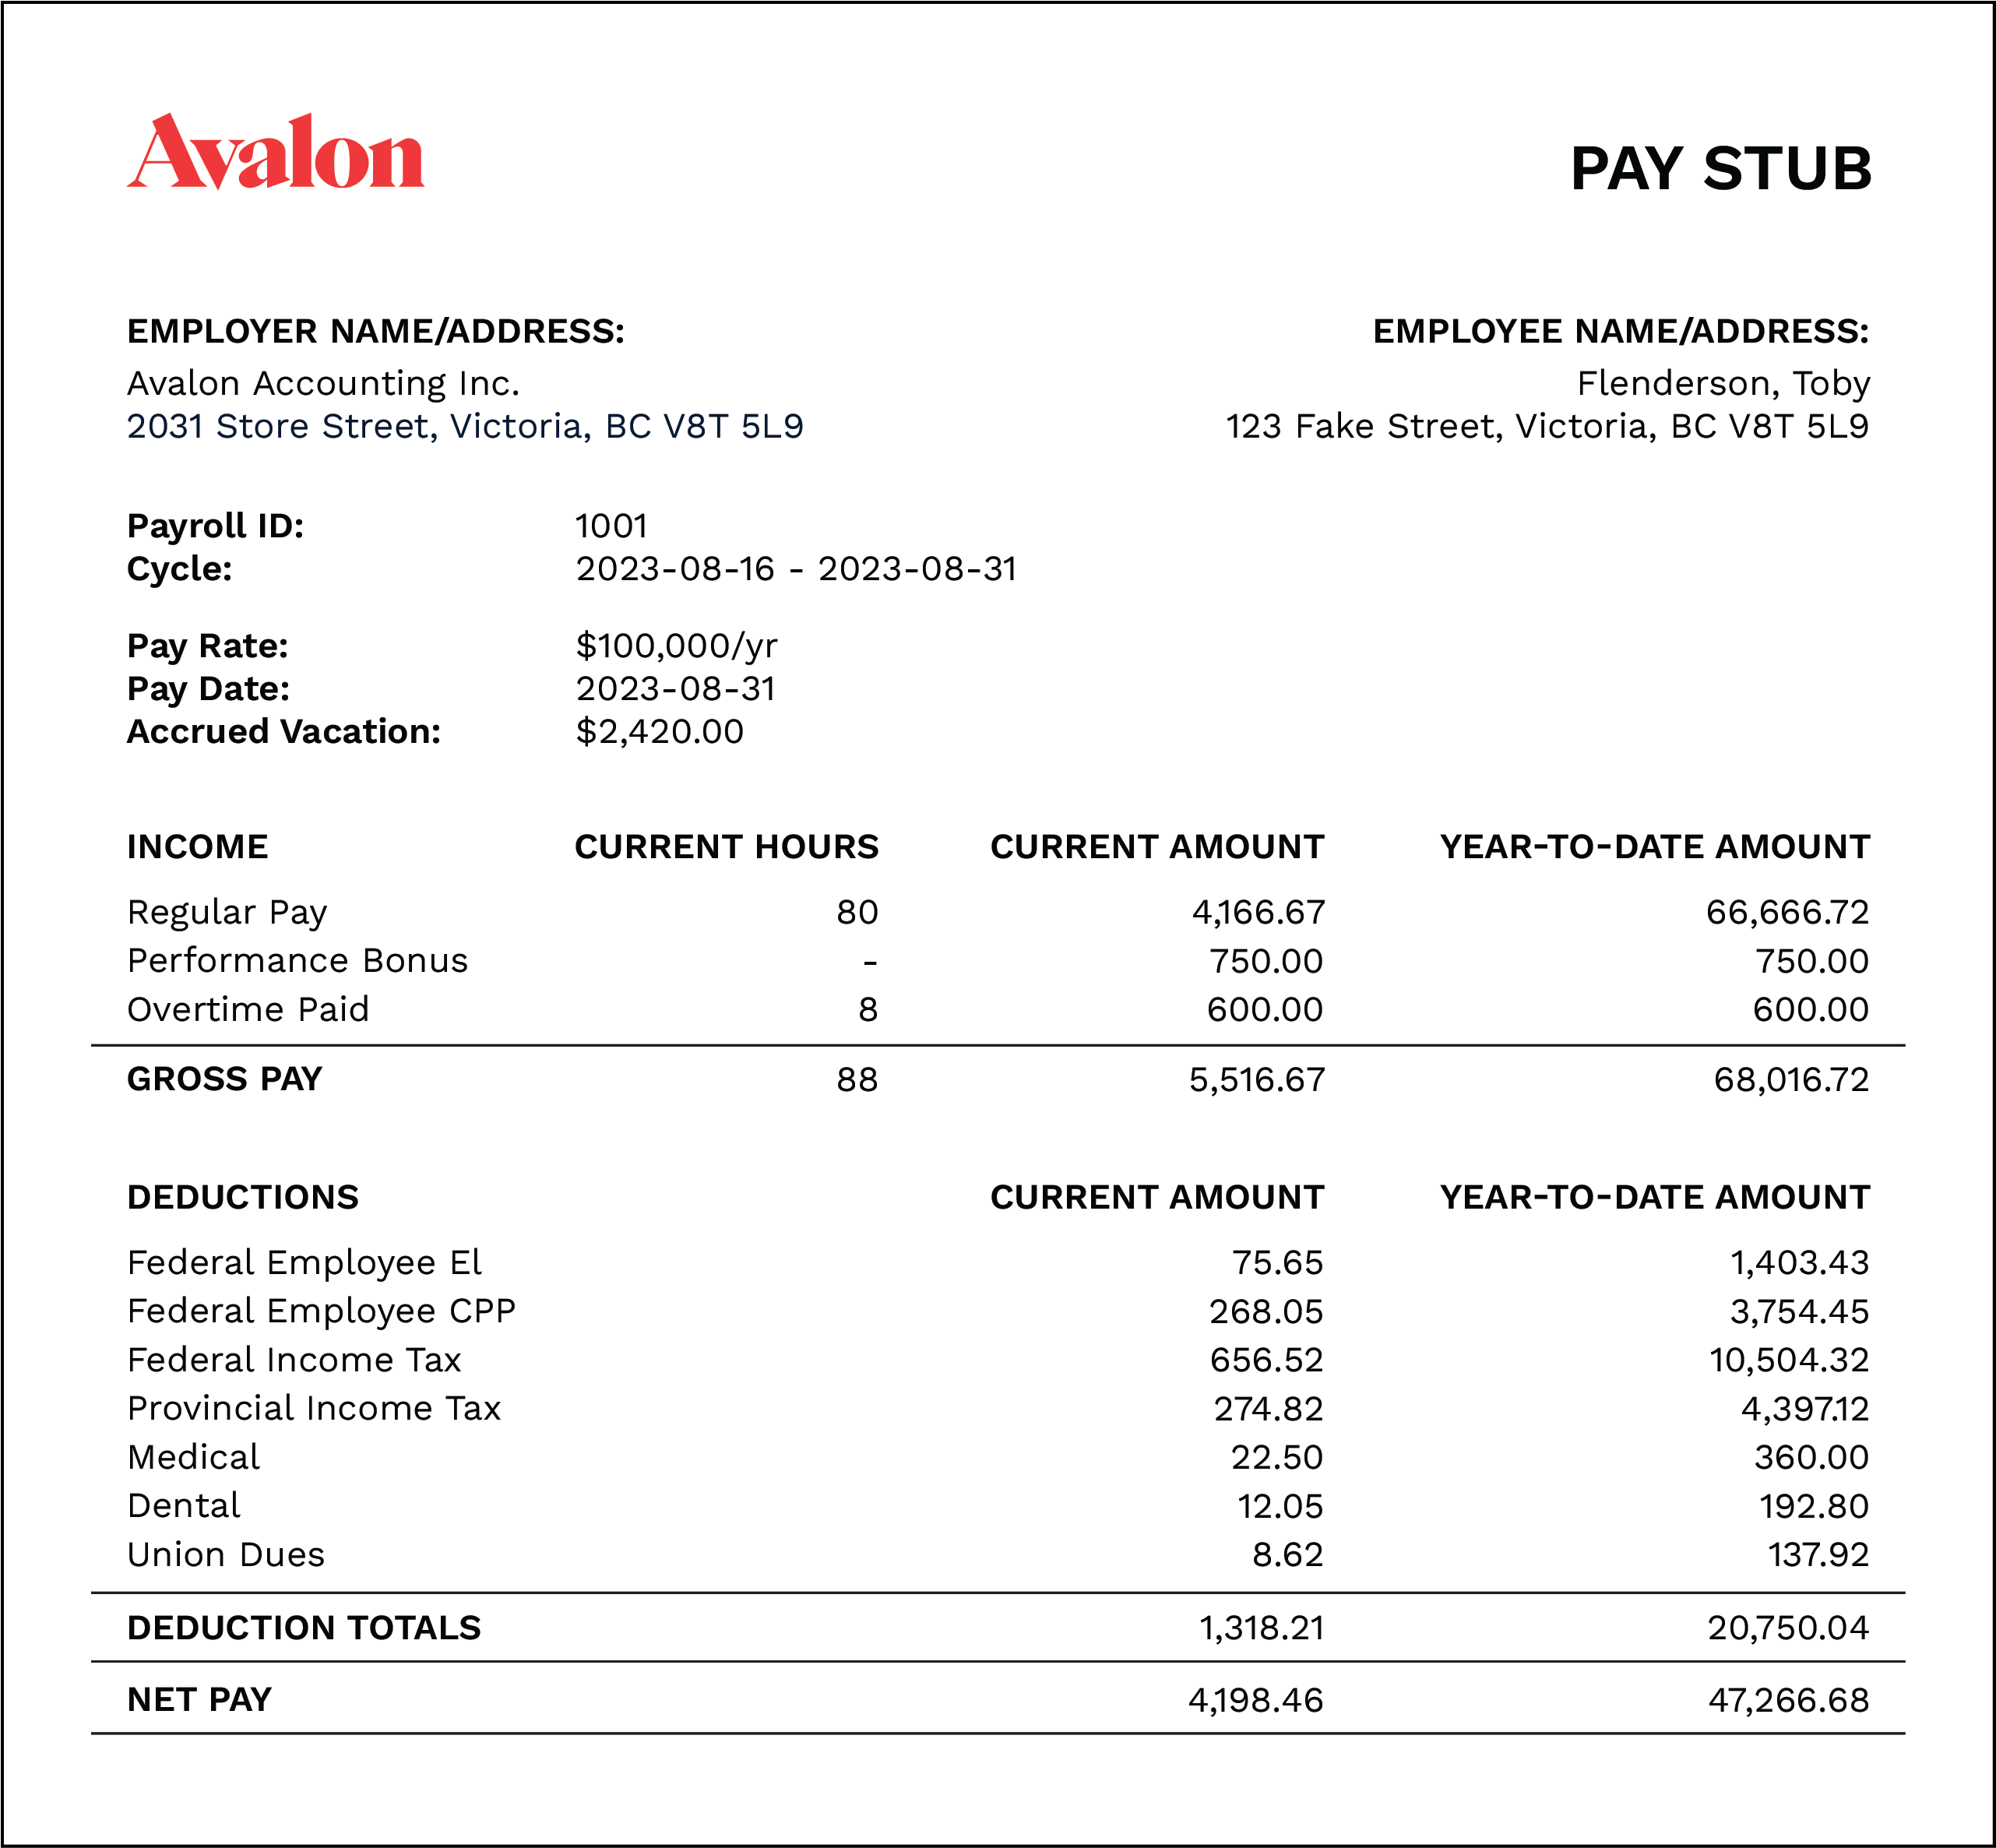 Avalon
PAY STUB
EMPLOYER NAME/ADDRESS:
Avalon Accounting Inc.
2031 Store Street, Victoria, BC V8T 5L9
EMPLOYEE NAME/ADDRESS:
Flenderson, Toby
123 Fake Street, Victoria, BC V8T 5L9
Payroll ID: 1001
Cycle: 2023-08-16 - 2023-08-31
Pay Rate: $100,000/yr
Pay Date: 2023-08-31
Accrued Vacation: $2,420.00
INCOME CURRENT HOURS CURRENT AMOUNT YEAR-TO-DATE AMOUNT
Regular Pay 80 4,166.67 66,666.72
Performance Bonus - 750.00 750.00
Overtime Paid 8 600.00 600.00
GROSS PAY 88 5,516.67 68,016.72
DEDUCTIONS CURRENT AMOUNT YEAR-TO-DATE AMOUNT
Federal Employee El 75.65 1,403.43
Federal Employee CPP 268.05 3,754.45
Federal Income Tax 656.52 10,504.32
Provincial Income Tax 274.82 4,397.12
Medical 22.50 360.00
Dental 12.05 192.80
Union Dues 8.62 137.92
DEDUCTION TOTALS 1,318.21 20,750.04
NET PAY 4,198.46 47,266.68